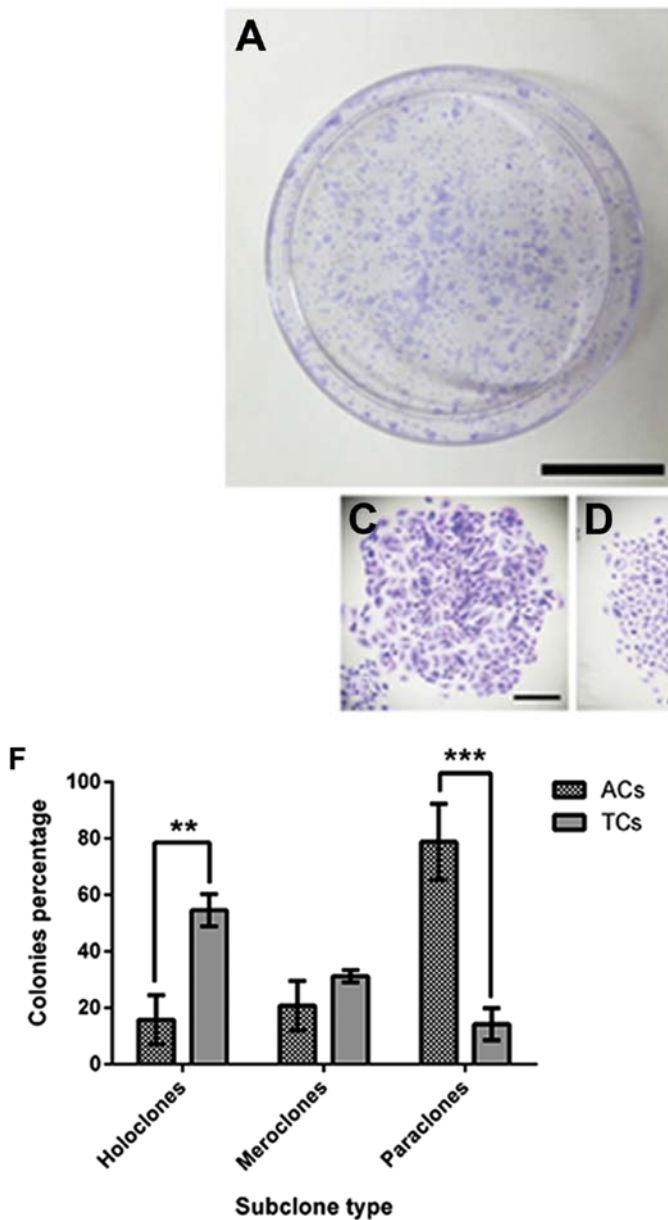 A
C
D
F
**
***
ACs
TCs
100
80
60
40
20
0
Colonies percentage
Holoclones
Meroclones
Paraclones
Subclone type